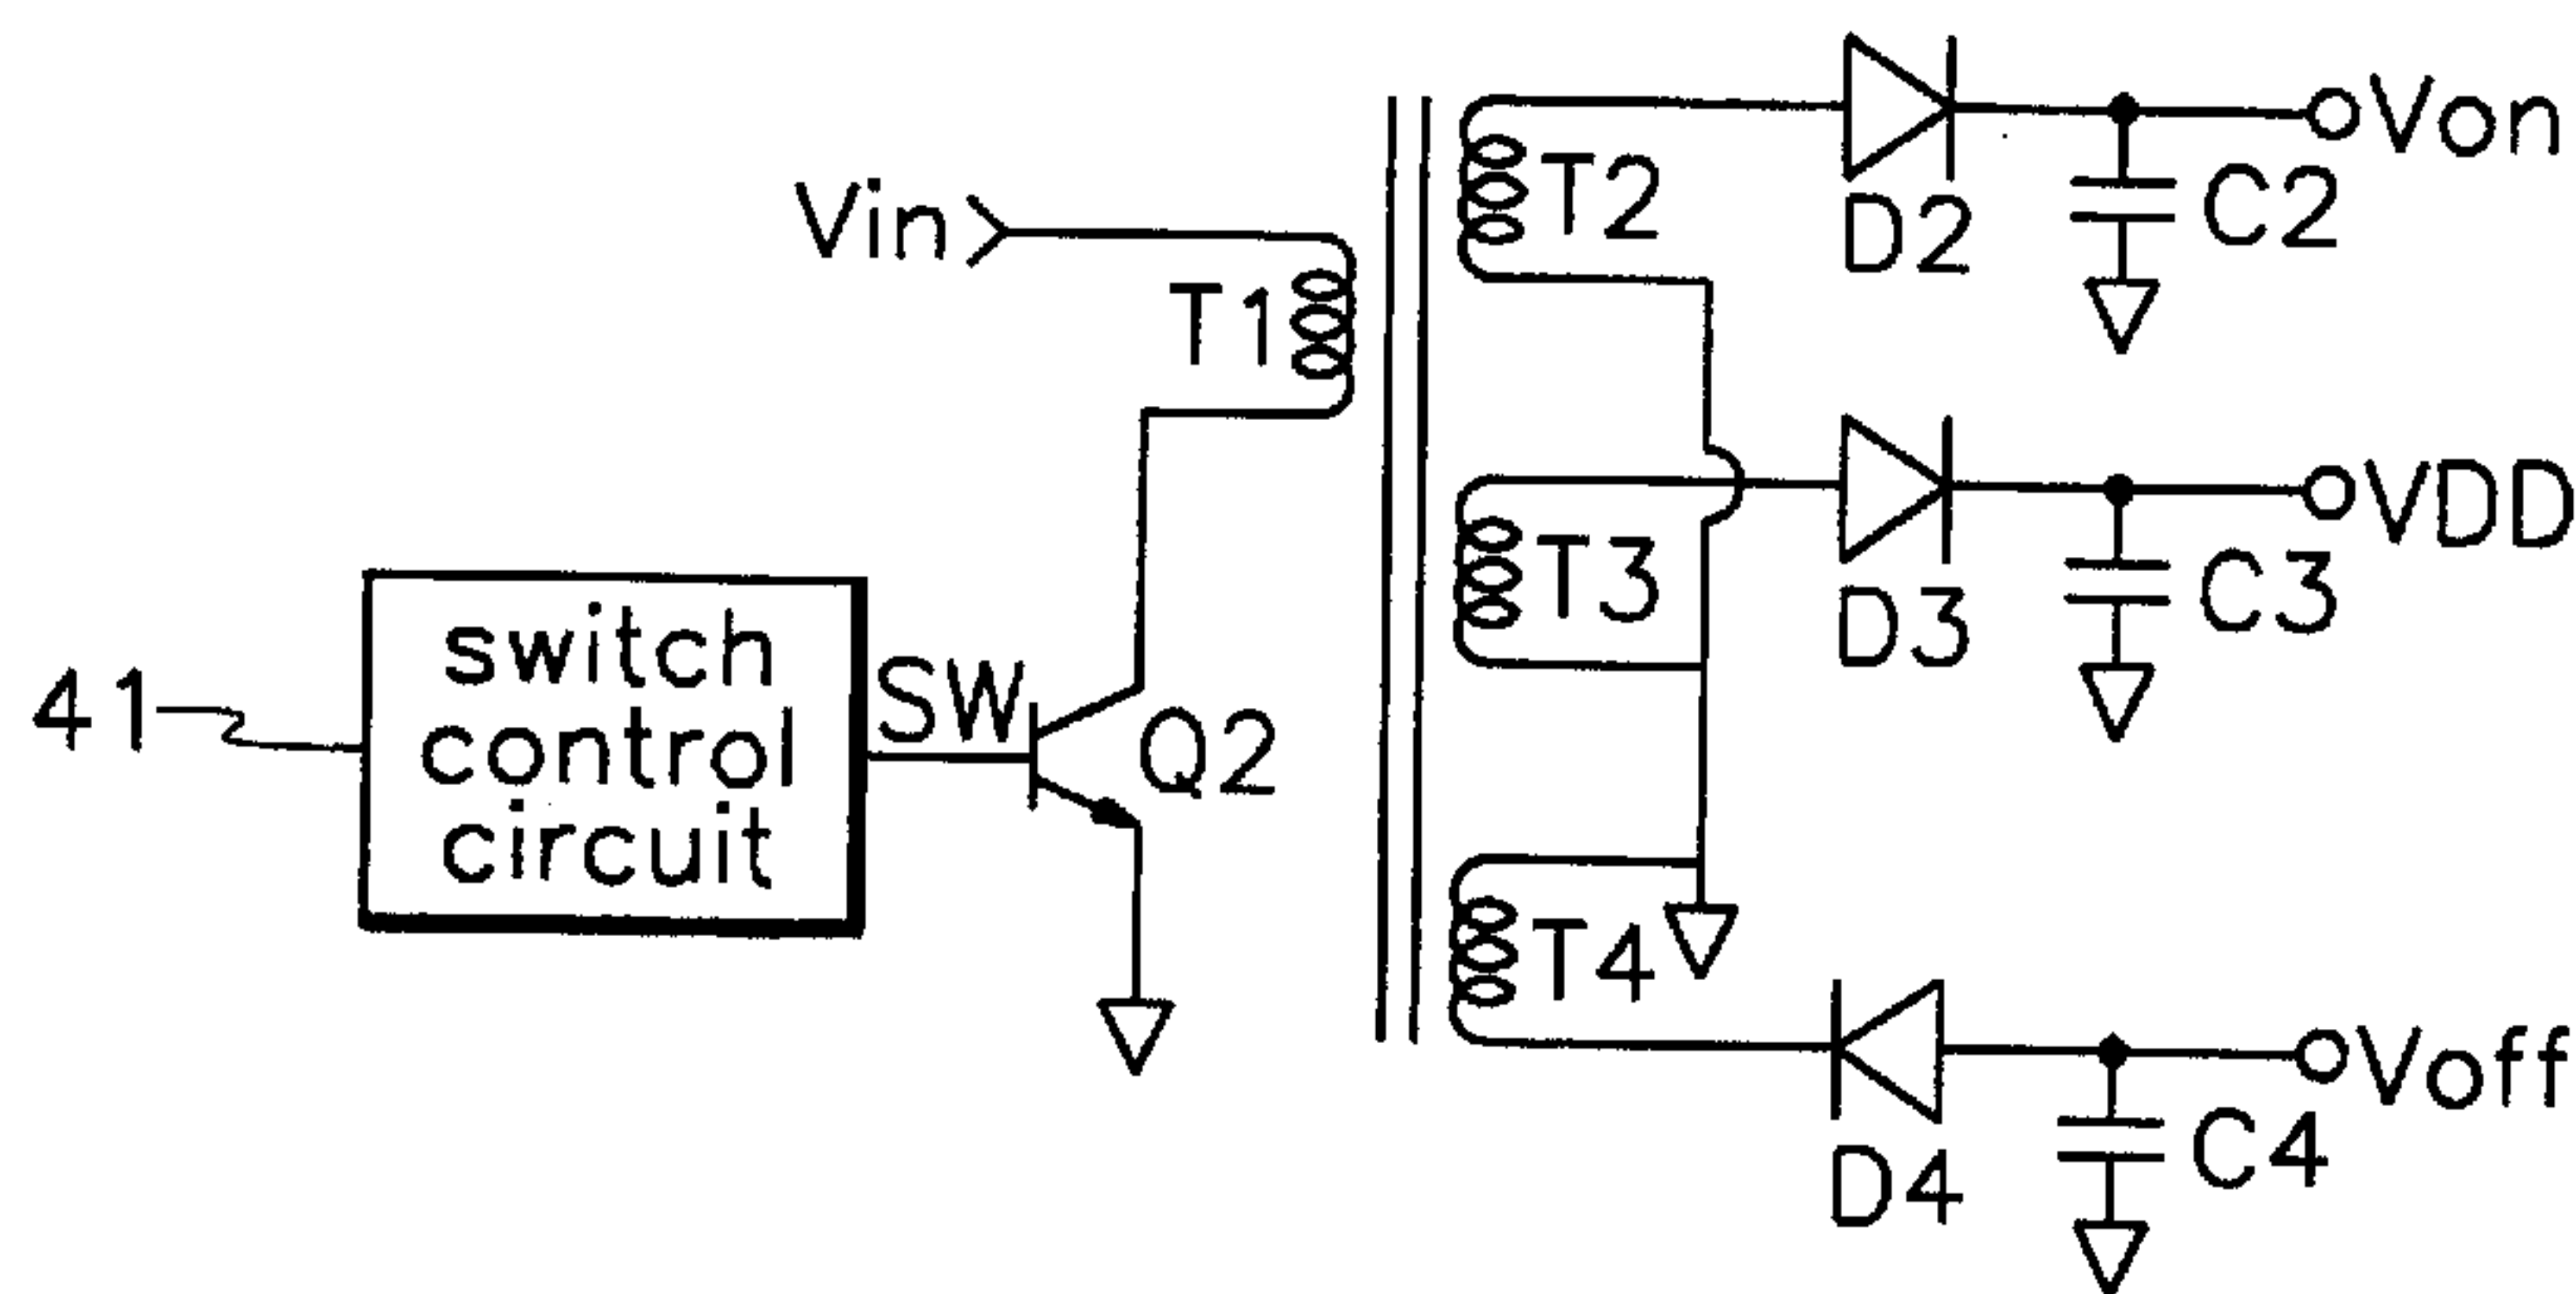 Vin
T1
T2
D2
C2
Von
T3
D3
C3
VDD
41
switch
control
circuit
SW
Q2
T4
D4
C4
Voff